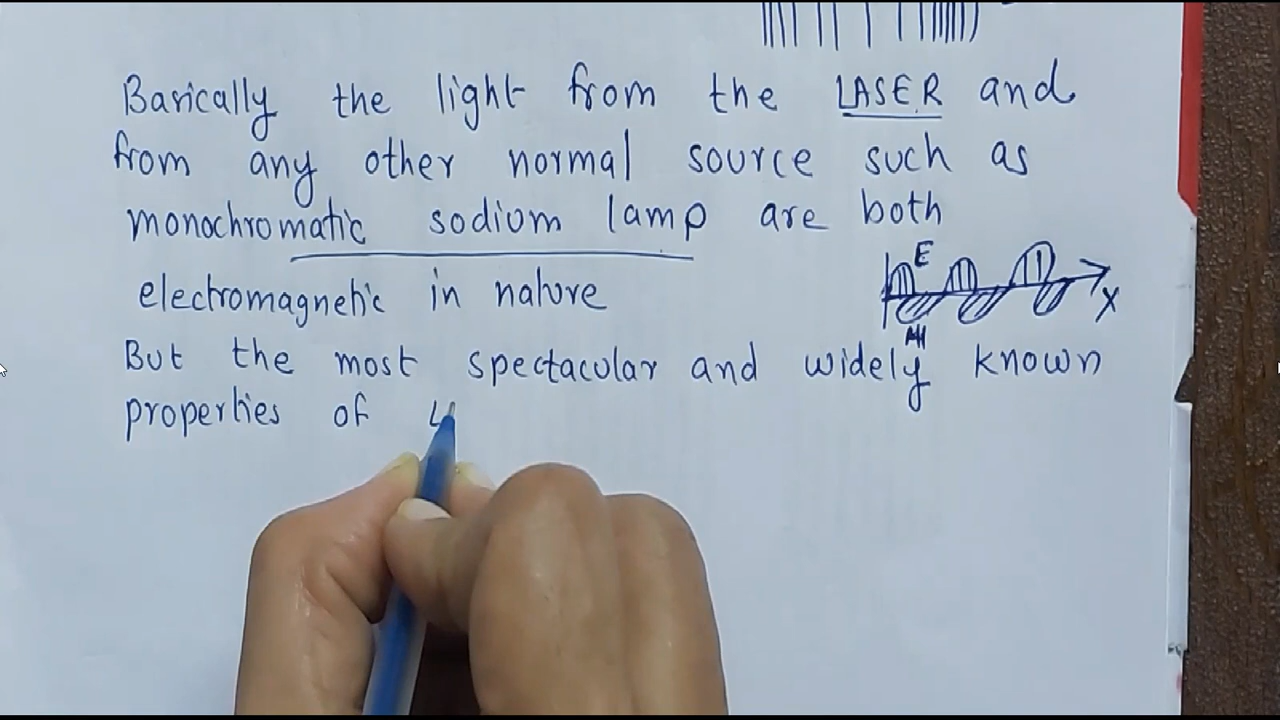 Basically the light from the LASER and
from any other normal source such as
monochromatic sodium lamp are both
electromagnetic in nature
E
X
But the most spectacular and widely known
properties of